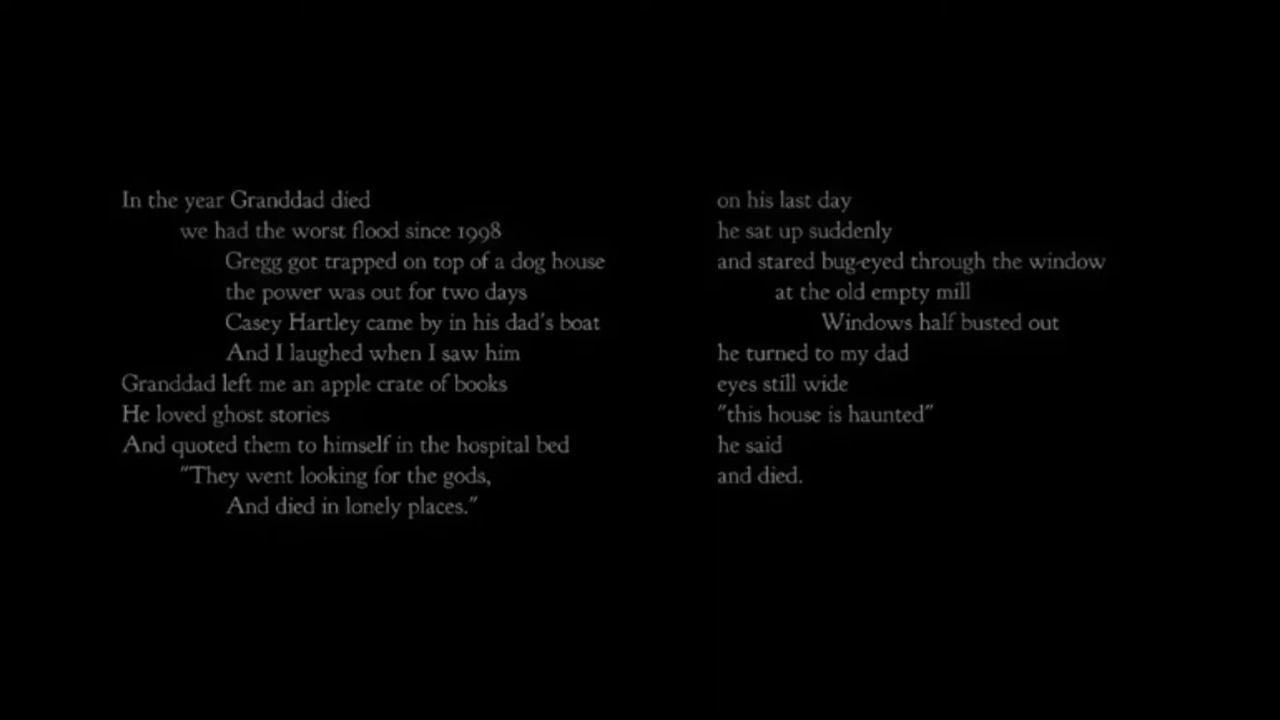 In the year Granddad died
we had the worst flood since 1998
Gregg got trapped on top of a dog house
the power was out for two days
Casey Hartley came by in his dad's boat
And I laughed when I saw him
Granddad left me an apple crate of books
He loved ghost stories
And quoted them to himself in the hospital bed
"They went looking for the gods,
And died in lonely places."
on his last day
he sat up suddenly
and stared bug-eyed through the window
at the old empty mill
Windows half busted out
he turned to my dad
eyes still wide
"this house is haunted"
he said
and died.